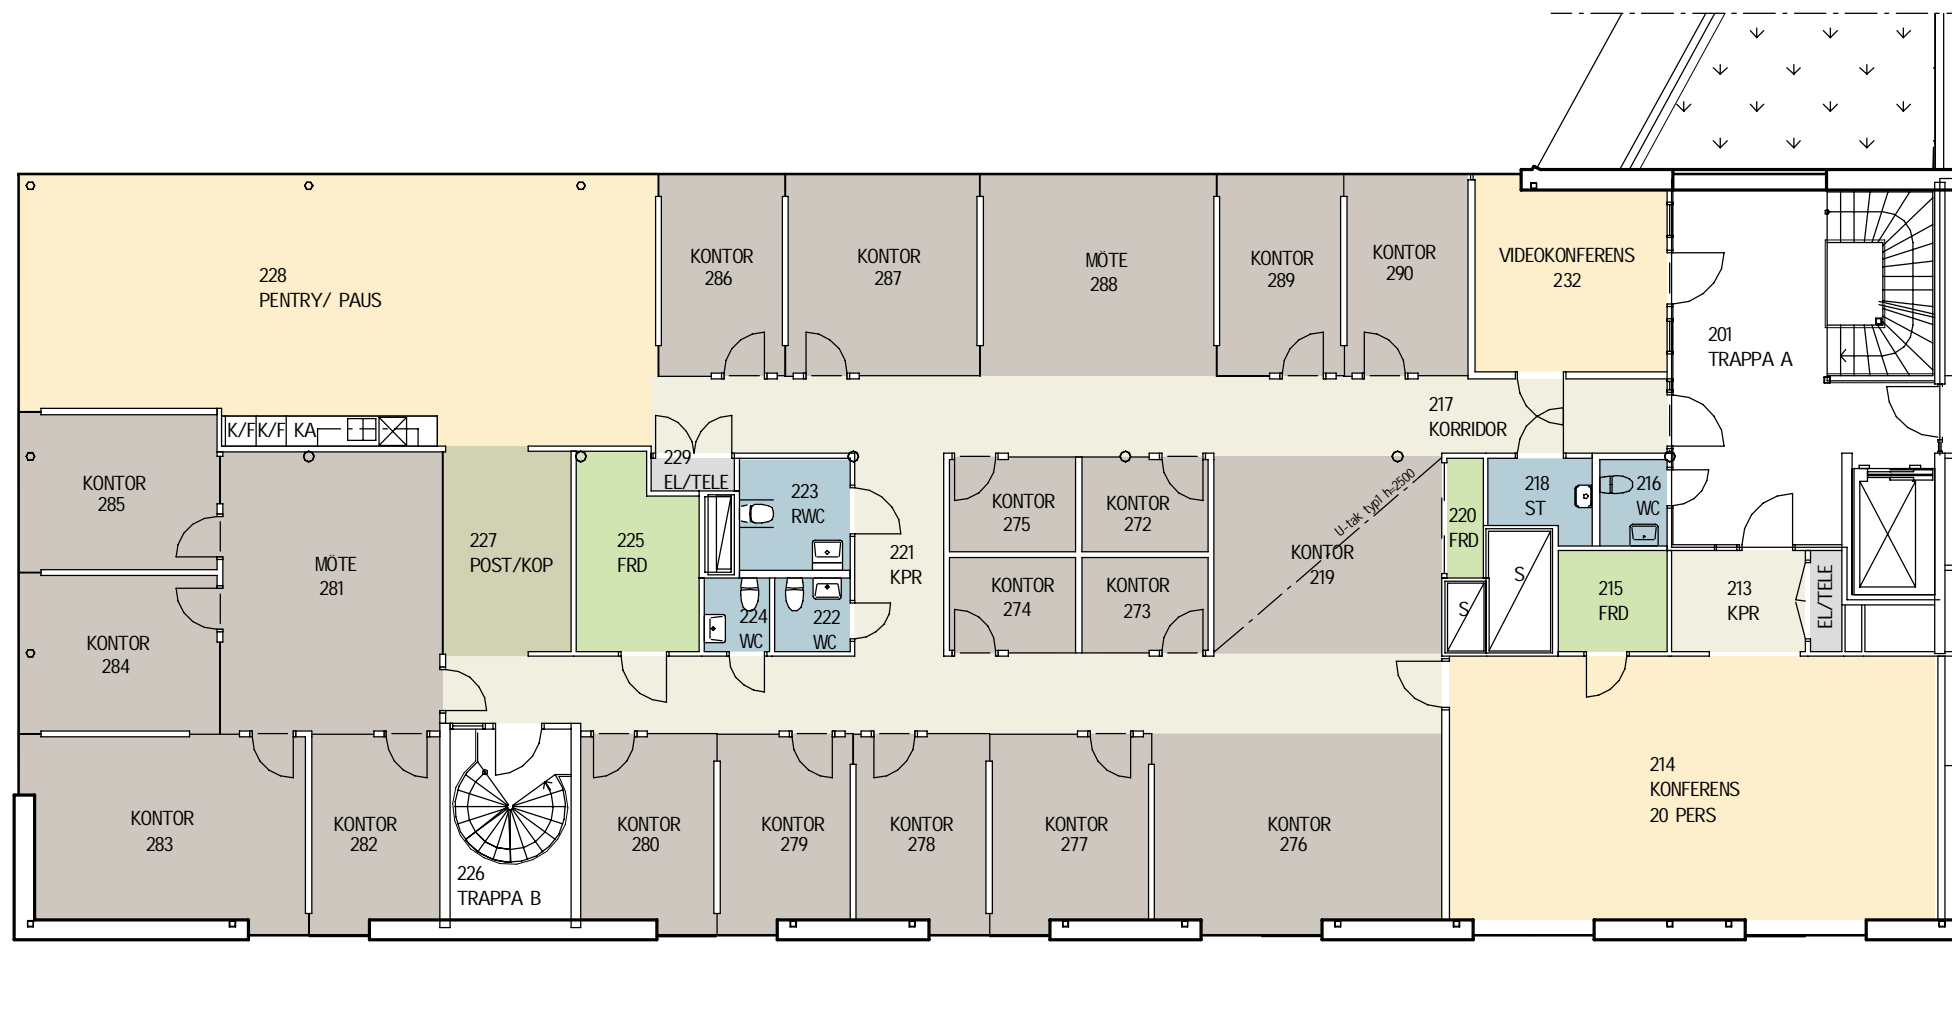 KONTOR
286
KONTOR
287
MÖTE
288
KONTOR
289
KONTOR
290
VIDEOKONFERENS
232
228
PENTRY/ PAUS
201
TRAPPA A
217
KORRIDOR
K/F K/F KA
229
EL/TELE
KONTOR
285
223
RWC
KONTOR
275
KONTOR
272
U-tak typ1 h=2500
218
ST
216
WC
220
FRD
227
POST/KOP
225
FRD
221
KPR
KONTOR
219
MÖTE
281
KONTOR
274
KONTOR
273
S
S
215
FRD
213
KPR
EL/TELE
224
WC
222
WC
KONTOR
284
214
KONFERENS
20 PERS
KONTOR
283
KONTOR
282
KONTOR
280
KONTOR
279
KONTOR
278
KONTOR
277
KONTOR
276
226
TRAPPA B